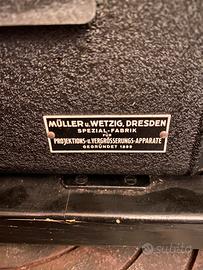 MÜLLER u. WETZIG, DRESDEN
SPEZIAL-FABRIK
FÜR
PROJEKTIONS-u.VERGRÖSSERUNGS-APPARATE
GEGRÜNDET 1899
subito